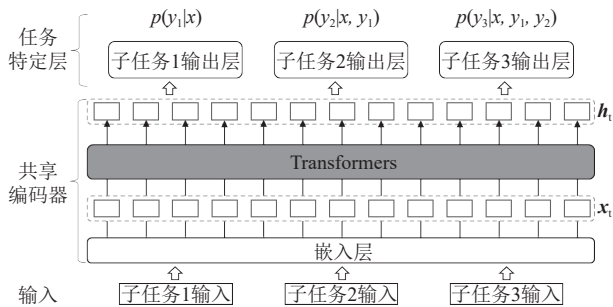 p(y₁|x) p(y₂|x, y₁) p(y₃|x, y₁, y₂)
任务
特定层
子任务1输出层 子任务2输出层 子任务3输出层
hₜ
共享
编码器
Transformers
xₜ
嵌入层
输入 子任务1输入 子任务2输入 子任务3输入